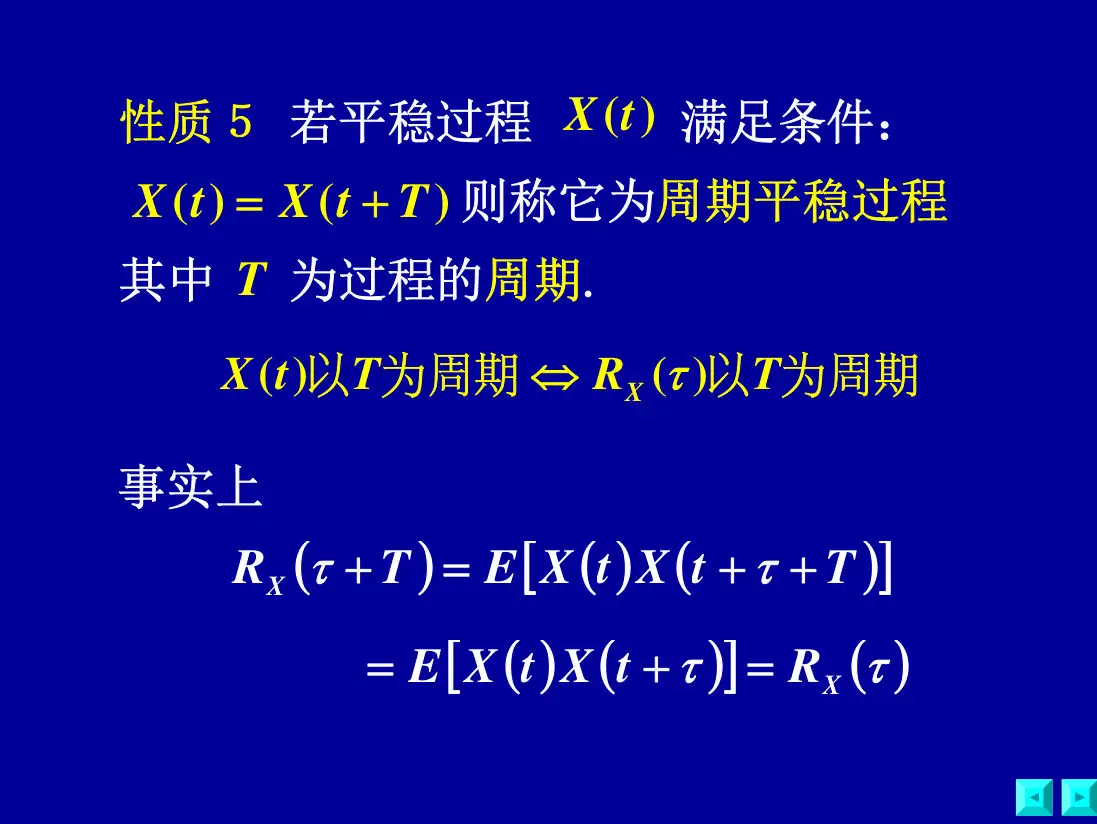 性质 5 若平稳过程 X(t) 满足条件：
X(t) = X(t + T) 则称它为周期平稳过程
其中 T 为过程的周期.
X(t)以T为周期 ⇔ R_X(τ)以T为周期
事实上
R_X(τ + T) = E[X(t)X(t + τ + T)]
= E[X(t)X(t + τ)] = R_X(τ)